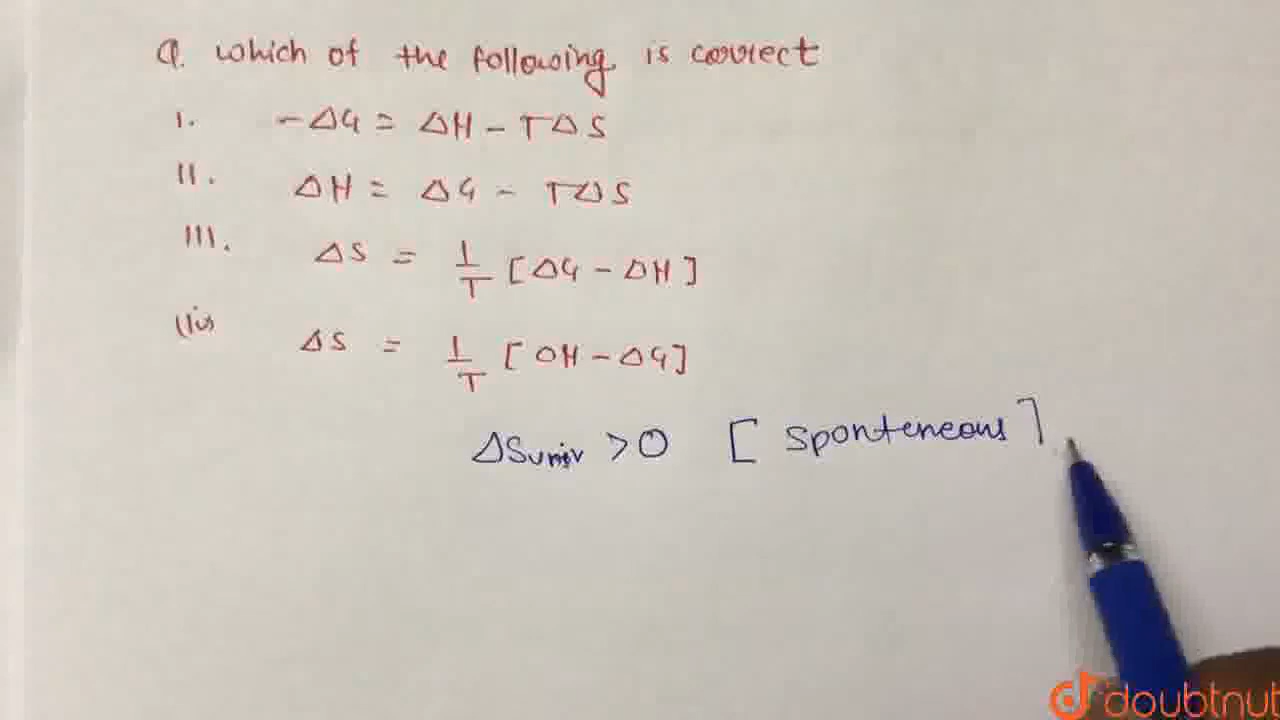 Q. which of the following is correct
I. -ΔG = ΔH - TΔS
II. ΔH = ΔG - TΔS
III. ΔS = 1/T [ΔG - ΔH]
(iv) ΔS = 1/T [ΔH - ΔG]
ΔSuniv > 0 [ Sponteneous ]
doubtnut